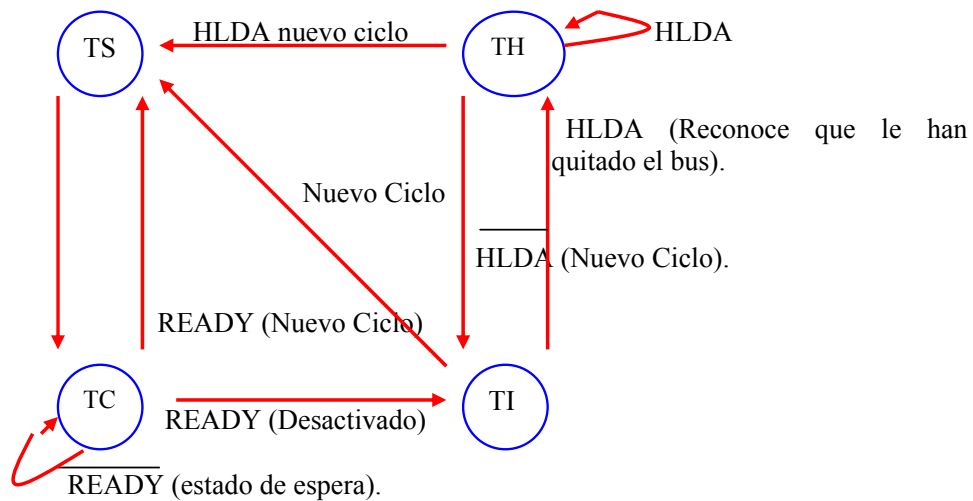 TS
HLDA nuevo ciclo
TH
HLDA
HLDA (Reconoce que le han
quitado el bus).
Nuevo Ciclo
HLDA (Nuevo Ciclo).
READY (Nuevo Ciclo)
TC
READY (Desactivado)
TI
READY (estado de espera).